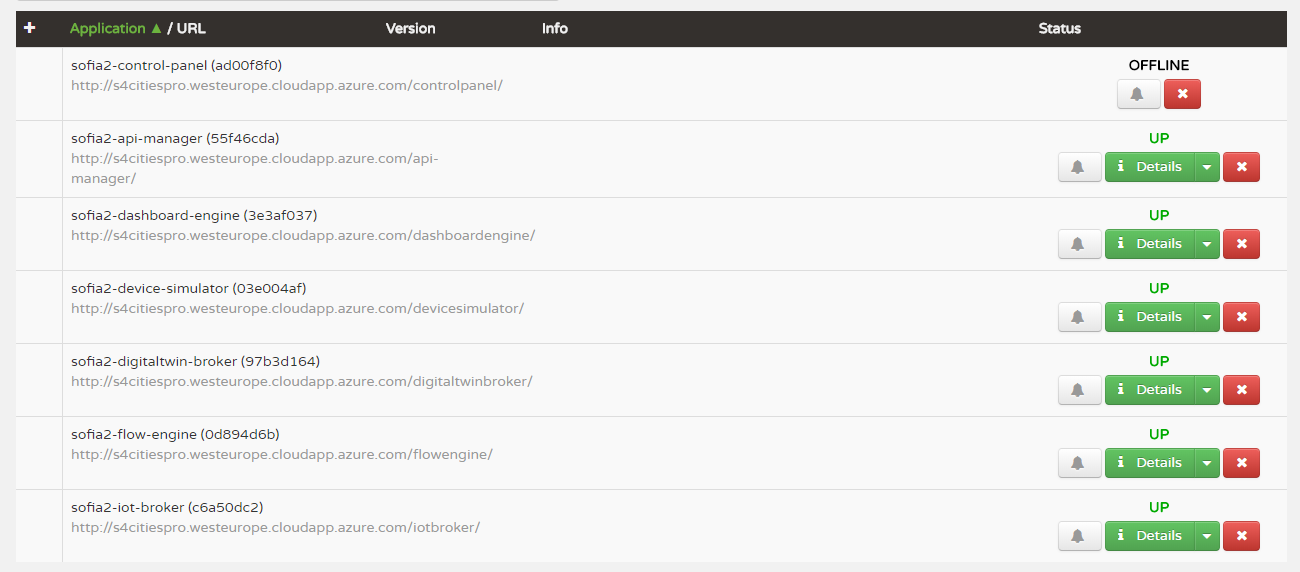 + Application ▲ / URL Version Info Status
sofia2-control-panel (ad00f8f0) OFFLINE
http://s4citiespro.westeurope.cloudapp.azure.com/controlpanel/
sofia2-api-manager (55f46cda) UP
http://s4citiespro.westeurope.cloudapp.azure.com/api-
manager/
Details
sofia2-dashboard-engine (3e3af037) UP
http://s4citiespro.westeurope.cloudapp.azure.com/dashboardengine/ Details
sofia2-device-simulator (03e004af) UP
http://s4citiespro.westeurope.cloudapp.azure.com/devicesimulator/ Details
sofia2-digitaltwin-broker (97b3d164) UP
http://s4citiespro.westeurope.cloudapp.azure.com/digitaltwinbroker/ Details
sofia2-flow-engine (0d894d6b) UP
http://s4citiespro.westeurope.cloudapp.azure.com/flowengine/ Details
sofia2-iot-broker (c6a50dc2) UP
http://s4citiespro.westeurope.cloudapp.azure.com/iotbroker/ Details